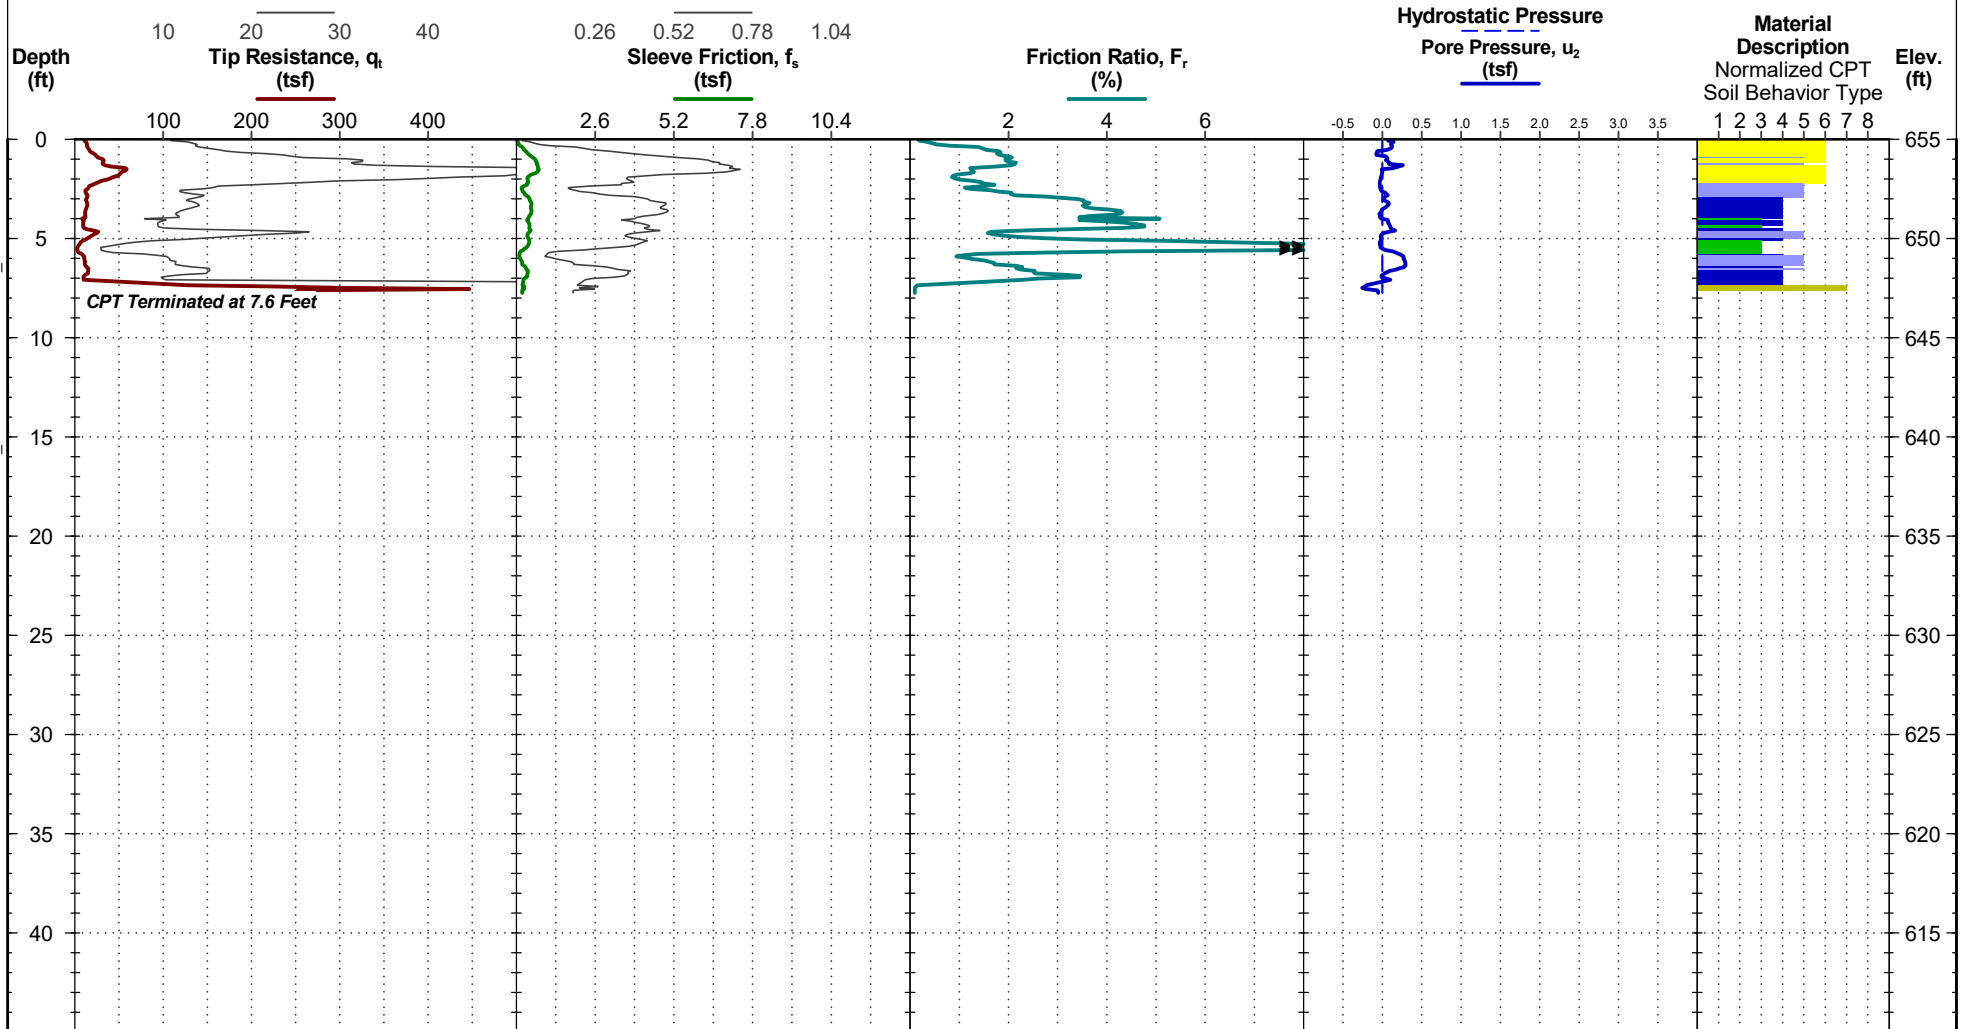 10 20 30 40
0.26 0.52 0.78 1.04
Depth
(ft)
Tip Resistance, qt
(tsf)
Sleeve Friction, fs
(tsf)
Friction Ratio, Fr
(%)
Hydrostatic Pressure
Pore Pressure, u2
(tsf)
Material
Description
Normalized CPT
Soil Behavior Type
Elev.
(ft)
100 200 300 400
2.6 5.2 7.8 10.4
2 4 6
-0.5 0.0 0.5 1.0 1.5 2.0 2.5 3.0 3.5
1 2 3 4 5 6 7 8
0 655
5 650
CPT Terminated at 7.6 Feet
10 645
15 640
20 635
25 630
30 625
35 620
40 615